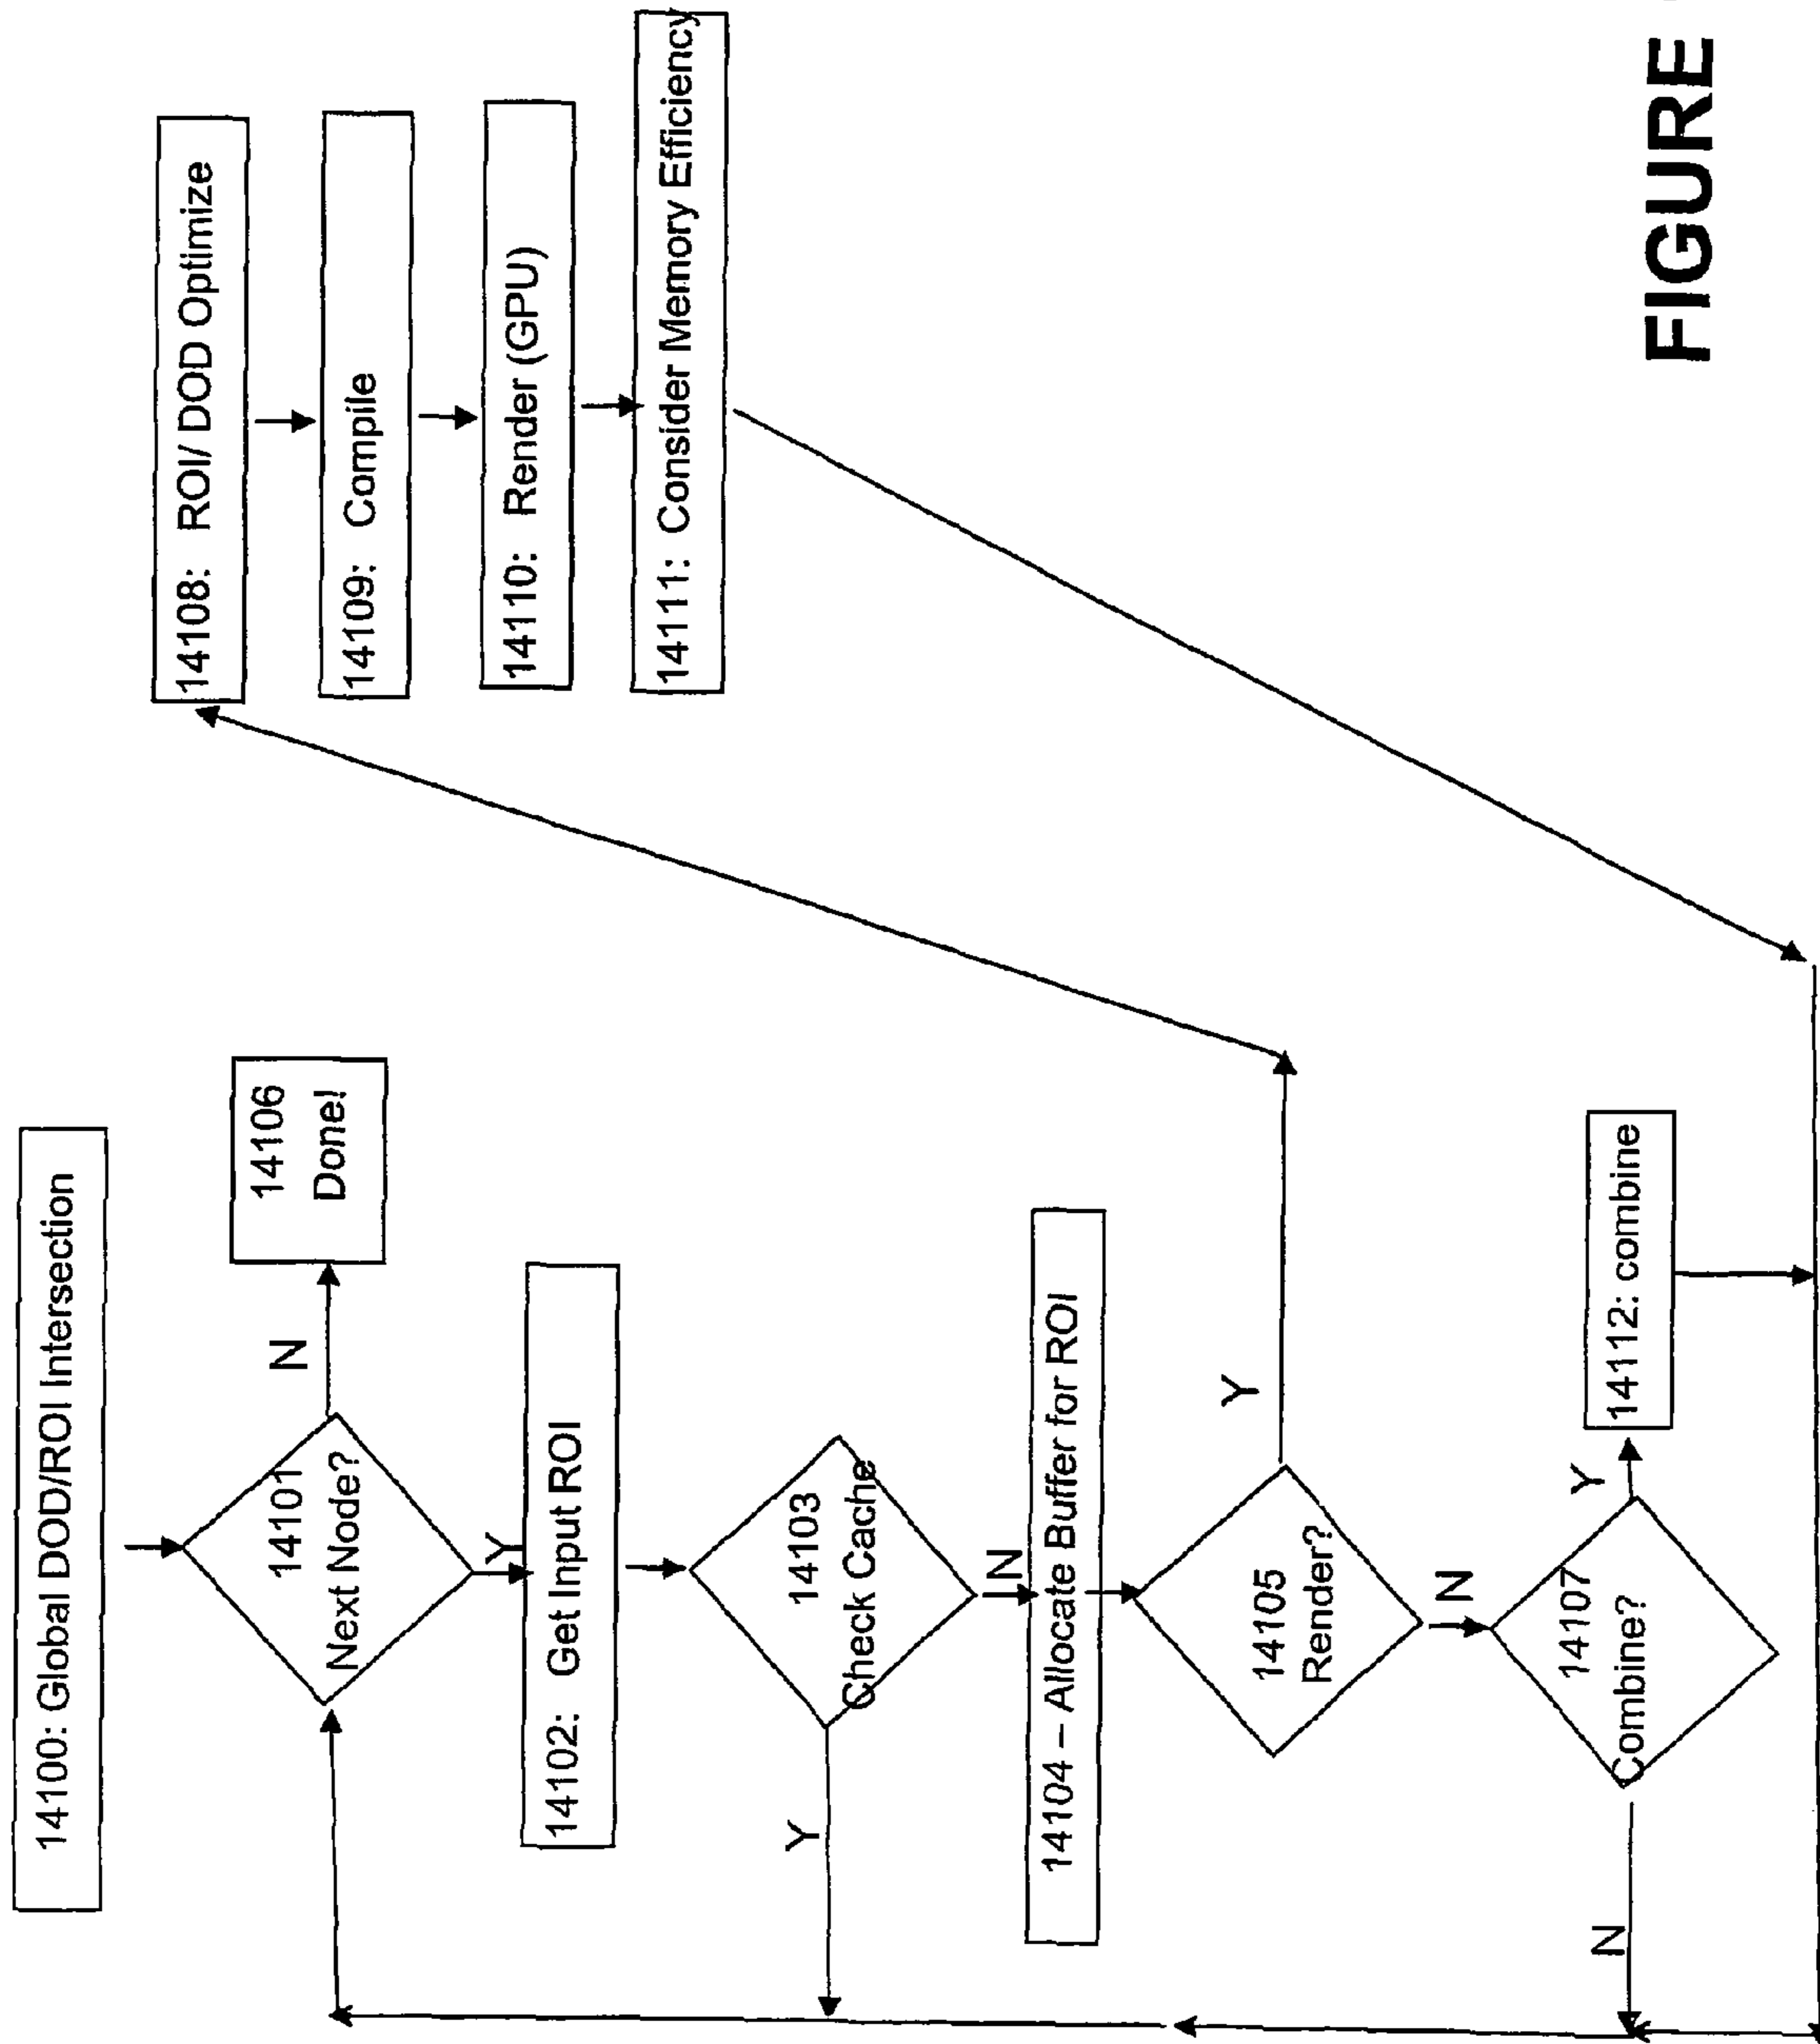 14100: Global DOD/ROI Intersection
14101
Next Node?
N
14106
Done!
Y
14102: Get Input ROI
14103
Check Cache
Y
N
14104 – Allocate Buffer for ROI
14105
Render?
Y
N
14107
Combine?
Y
14112: combine
N
14108: ROI/ DOD Optimize
14109: Compile
14110: Render (GPU)
14111: Consider Memory Efficiency
FIGURE